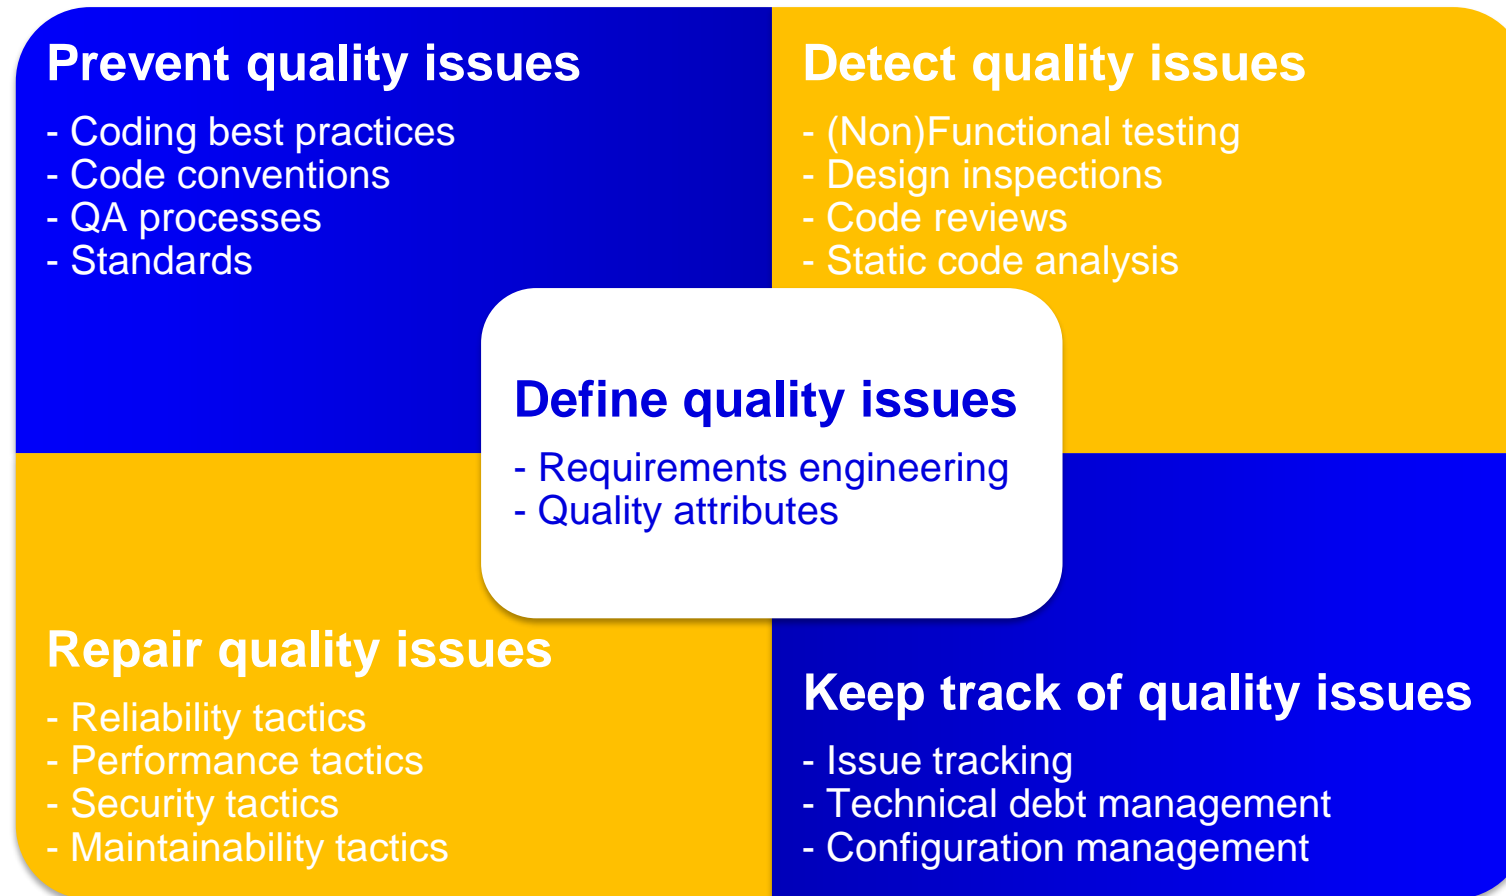 Prevent quality issues
- Coding best practices
- Code conventions
- QA processes
- Standards
Detect quality issues
- (Non)Functional testing
- Design inspections
- Code reviews
- Static code analysis
Define quality issues
- Requirements engineering
- Quality attributes
Repair quality issues
- Reliability tactics
- Performance tactics
- Security tactics
- Maintainability tactics
Keep track of quality issues
- Issue tracking
- Technical debt management
- Configuration management